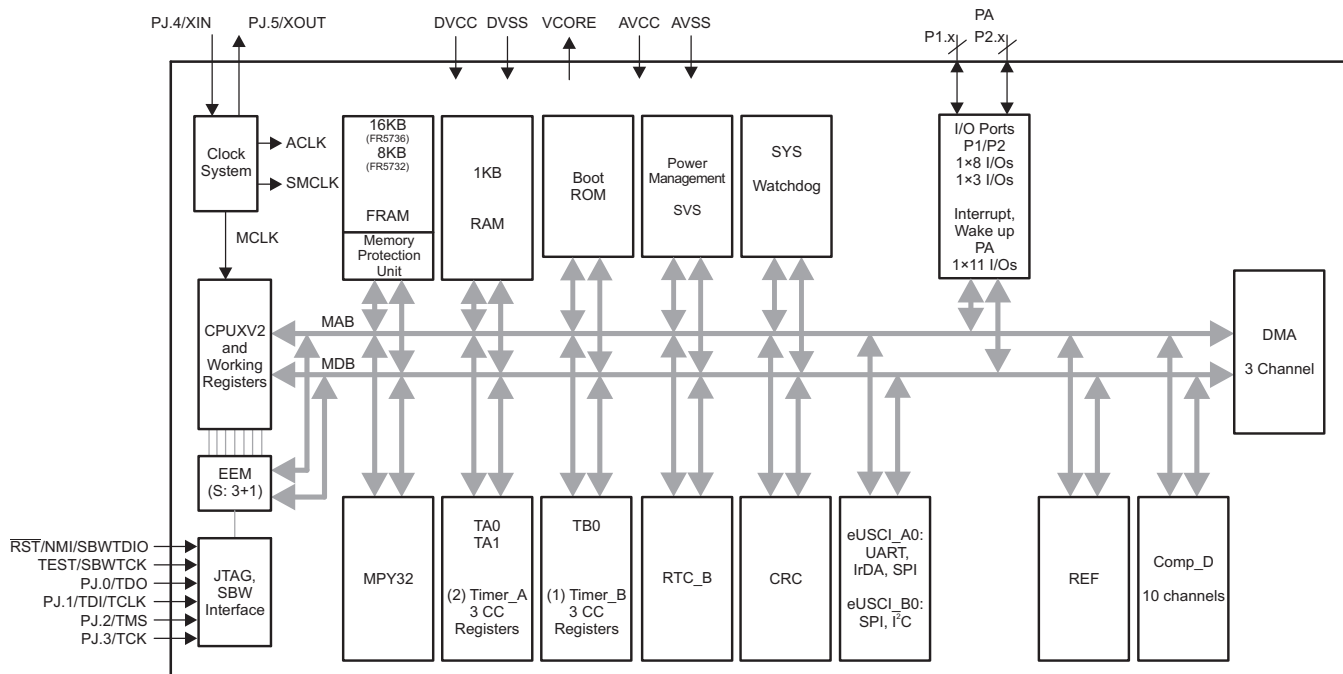 PJ.4/XIN
PJ.5/XOUT
DVCC
DVSS
VCORE
AVCC
AVSS
PA
P1.x
P2.x
Clock
System
ACLK
SMCLK
MCLK
16KB
(FR5736)
8KB
(FR5732)
FRAM
Memory
Protection
Unit
1KB
RAM
Boot
ROM
Power
Management
SVS
SYS
Watchdog
I/O Ports
P1/P2
1×8 I/Os
1×3 I/Os
Interrupt,
Wake up
PA
1×11 I/Os
CPUXV2
and
Working
Registers
MAB
MDB
DMA
3 Channel
EEM
(S: 3+1)
RST/NMI/SBWTDIO
TEST/SBWTCK
PJ.0/TDO
PJ.1/TDI/TCLK
PJ.2/TMS
PJ.3/TCK
JTAG,
SBW
Interface
MPY32
TA0
TA1
(2) Timer_A
3 CC
Registers
TB0
(1) Timer_B
3 CC
Registers
RTC_B
CRC
eUSCI_A0:
UART,
IrDA, SPI
eUSCI_B0:
SPI, I²C
REF
Comp_D
10 channels